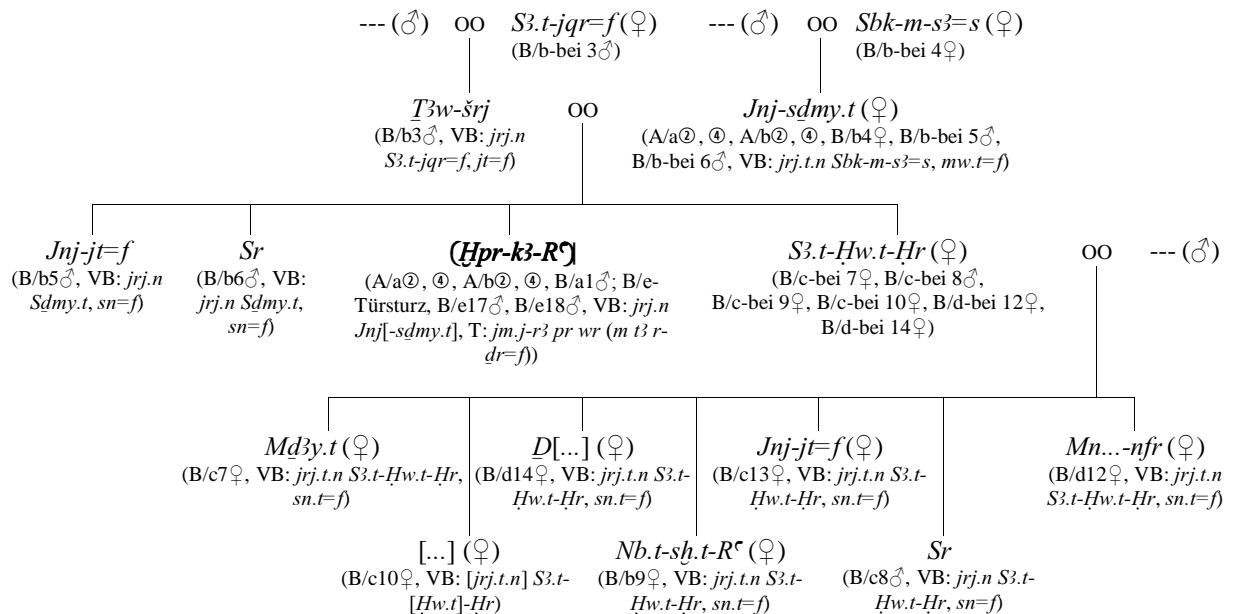 --- (♂) OO S3.t-jqr=f (♀) --- (♂) OO Sbk-m-s3=s (♀)
(B/b-bei 3♂) (B/b-bei 4♀)
Ṯ3w-šrj OO Jnj-sḏmy.t (♀)
(B/b3♂, VB: jrj.n
S3.t-jqr=f, jt=f)
(A/a②, ④, A/b②, ④, B/b4♀, B/b-bei 5♂,
B/b-bei 6♂, VB: jrj.t.n Sbk-m-s3=s, mw.t=f)
Jnj-jt=f
(B/b5♂, VB: jrj.n
Sḏmy.t, sn=f)
Sr
(B/b6♂, VB:
jrj.n Sḏmy.t,
sn=f)
(Ḫpr-k3-Rꜥ)|
(A/a②, ④, A/b②, ④, B/a1♂; B/e-
Türsturz, B/e17♂, B/e18♂, VB: jrj.n
Jnj[-sḏmy.t], T: jm.j-r3 pr wr (m t3 r-
ḏr=f))
S3.t-Ḥw.t-Ḥr (♀) OO --- (♂)
(B/c-bei 7♀, B/c-bei 8♂,
B/c-bei 9♀, B/c-bei 10♀, B/d-bei 12♀,
B/d-bei 14♀)
Mḏ3y.t (♀)
(B/c7♀, VB: jrj.t.n S3.t-Ḥw.t-Ḥr,
sn.t=f)
Ḏ[...] (♀)
(B/d14♀, VB: jrj.t.n S3.t-
Ḥw.t-Ḥr, sn.t=f)
Jnj-jt=f (♀)
(B/c13♀, VB: jrj.t.n S3.t-
Ḥw.t-Ḥr, sn.t=f)
Mn...-nfr (♀)
(B/d12♀, VB: jrj.t.n
S3.t-Ḥw.t-Ḥr, sn.t=f)
[...] (♀)
(B/c10♀, VB: [jrj.t.n] S3.t-
[Ḥw.t]-Ḥr)
Nb.t-sḫ.t-Rꜥ (♀)
(B/b9♀, VB: jrj.t.n S3.t-
Ḥw.t-Ḥr, sn.t=f)
Sr
(B/c8♂, VB: jrj.n S3.t-
Ḥw.t-Ḥr, sn=f)